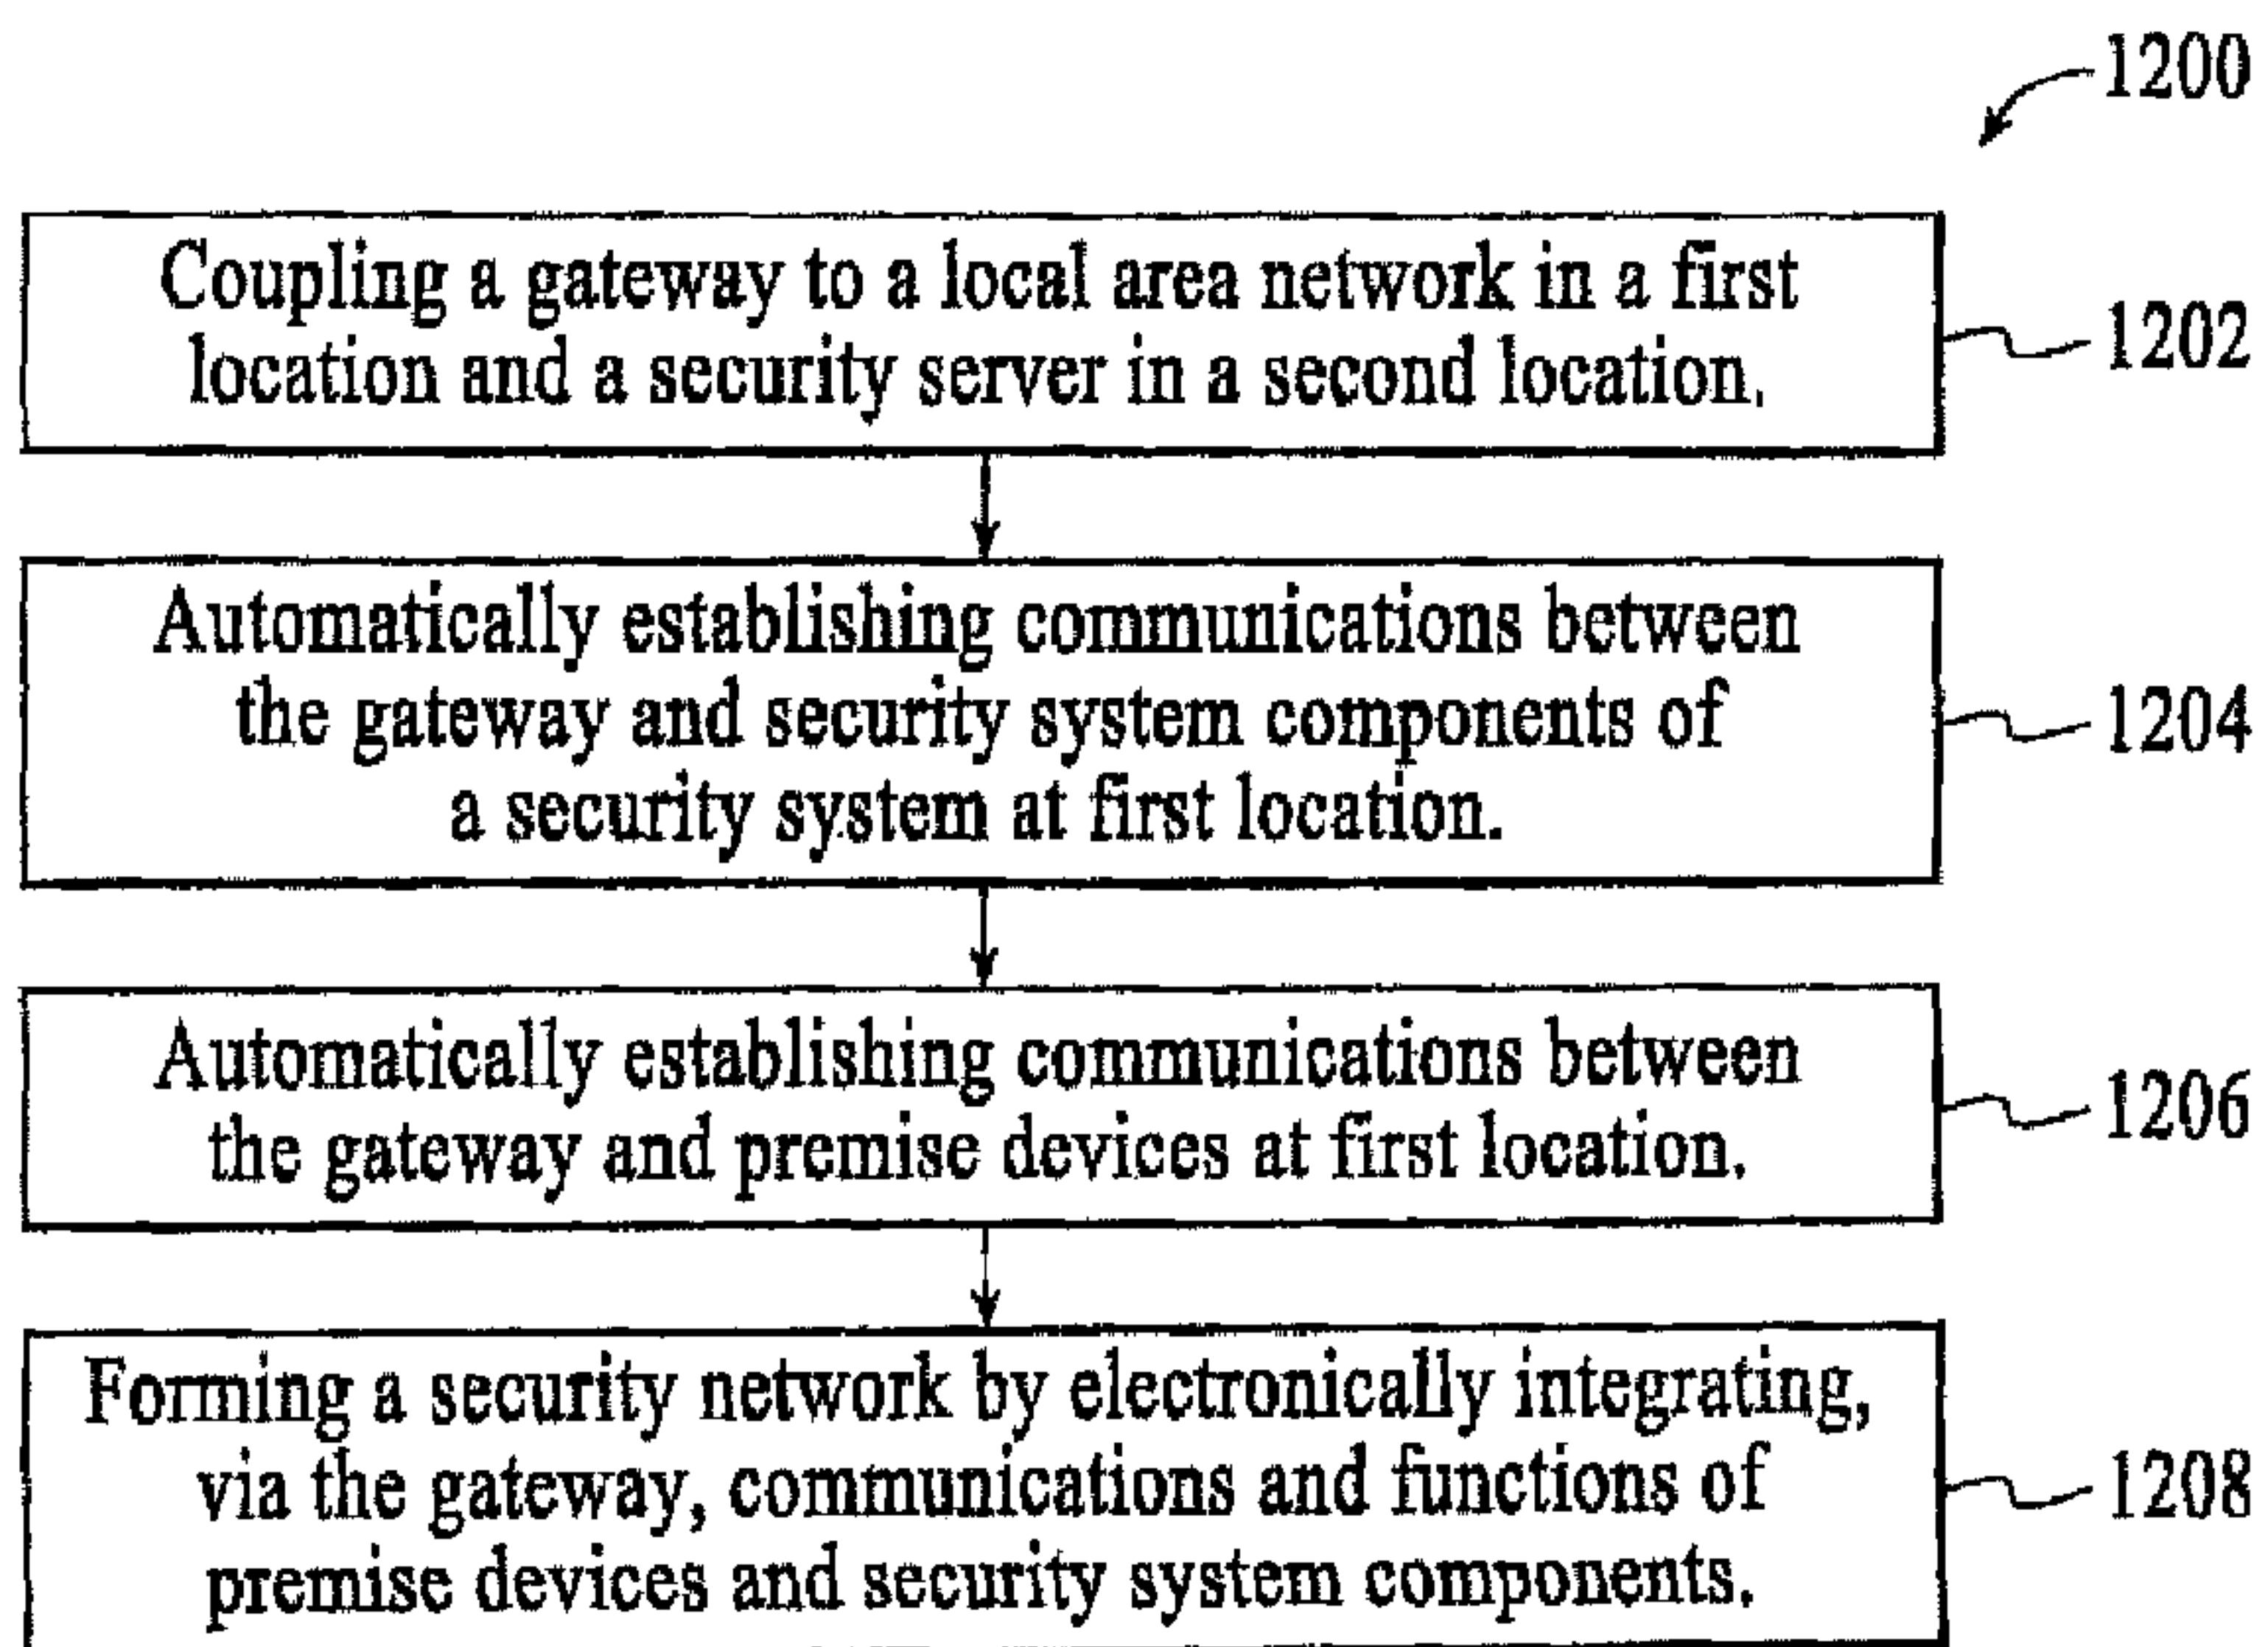 1200
Coupling a gateway to a local area network in a first
location and a security server in a second location.
1202
Automatically establishing communications between
the gateway and security system components of
a security system at first location.
1204
Automatically establishing communications between
the gateway and premise devices at first location.
1206
Forming a security network by electronically integrating,
via the gateway, communications and functions of
premise devices and security system components.
1208